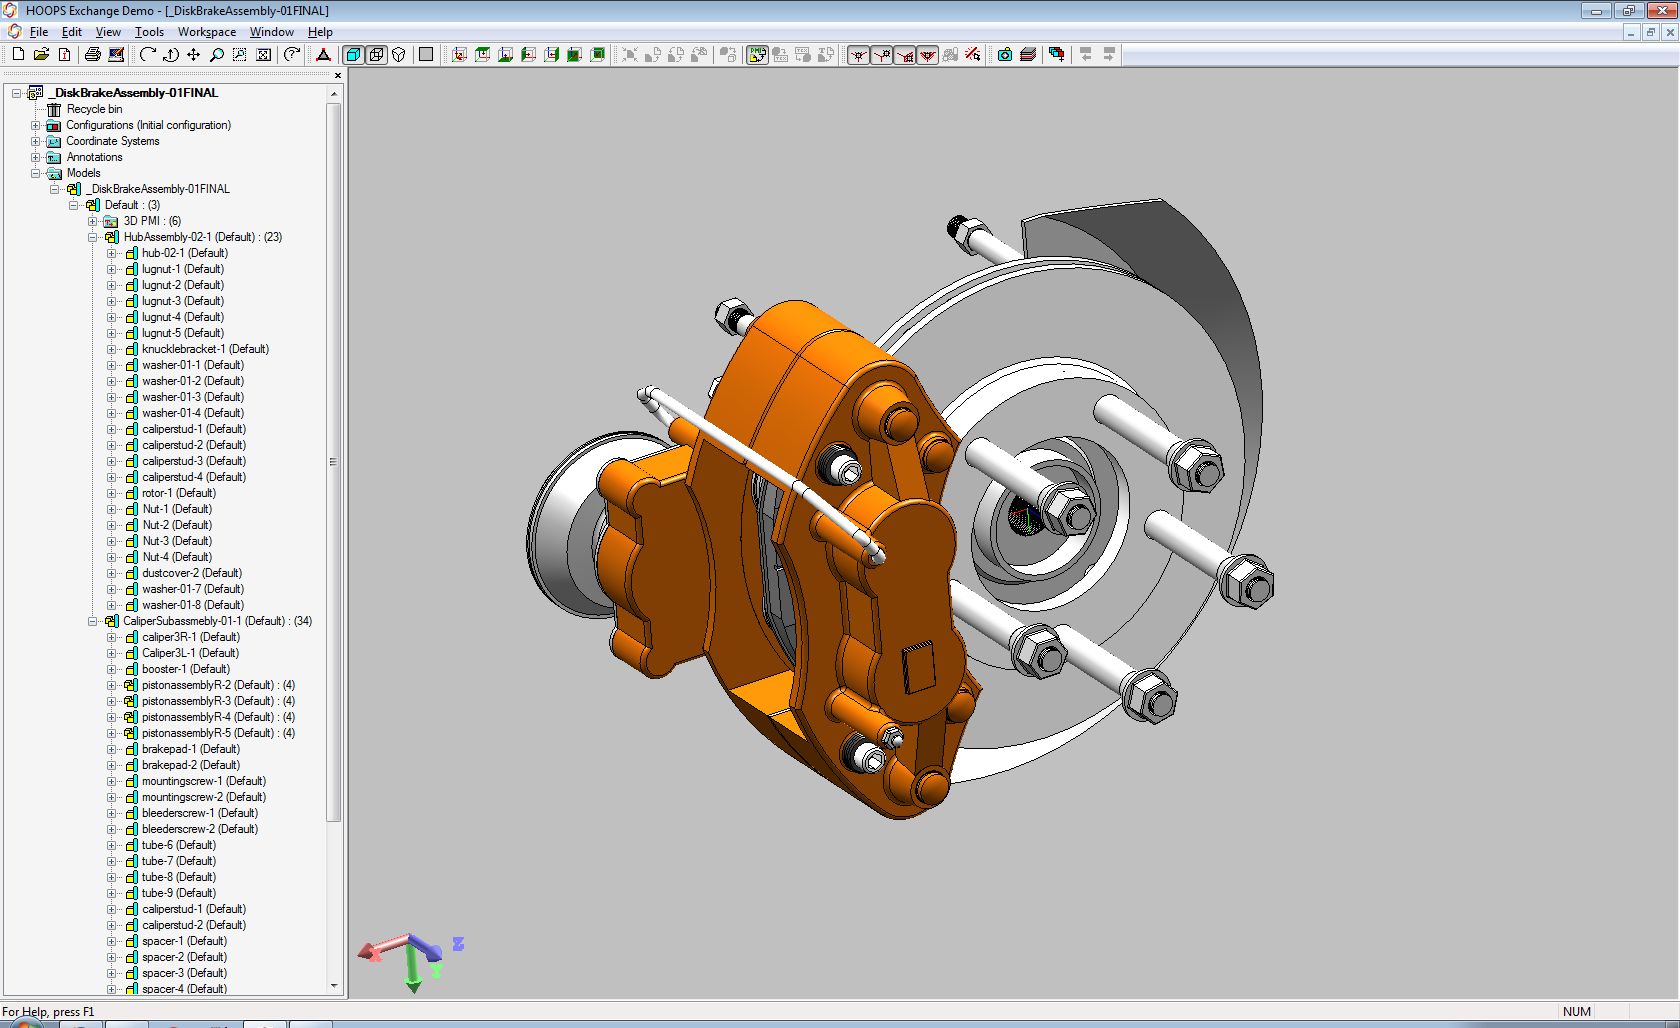 HOOPS Exchange Demo - [_DiskBrakeAssembly-01FINAL]
File Edit View Tools Workspace Window Help
_DiskBrakeAssembly-01FINAL
Recycle bin
Configurations (Initial configuration)
Coordinate Systems
Annotations
Models
_DiskBrakeAssembly-01FINAL
Default : (3)
3D PMI : (6)
HubAssembly-02-1 (Default) : (23)
hub-02-1 (Default)
lugnut-1 (Default)
lugnut-2 (Default)
lugnut-3 (Default)
lugnut-4 (Default)
lugnut-5 (Default)
knucklebracket-1 (Default)
washer-01-1 (Default)
washer-01-2 (Default)
washer-01-3 (Default)
washer-01-4 (Default)
caliperstud-1 (Default)
caliperstud-2 (Default)
caliperstud-3 (Default)
caliperstud-4 (Default)
rotor-1 (Default)
Nut-1 (Default)
Nut-2 (Default)
Nut-3 (Default)
Nut-4 (Default)
dustcover-2 (Default)
washer-01-7 (Default)
washer-01-8 (Default)
CaliperSubassmebly-01-1 (Default) : (34)
caliper3R-1 (Default)
Caliper3L-1 (Default)
booster-1 (Default)
pistonassemblyR-2 (Default) : (4)
pistonassemblyR-3 (Default) : (4)
pistonassemblyR-4 (Default) : (4)
pistonassemblyR-5 (Default) : (4)
brakepad-1 (Default)
brakepad-2 (Default)
mountingscrew-1 (Default)
mountingscrew-2 (Default)
bleederscrew-1 (Default)
bleederscrew-2 (Default)
tube-6 (Default)
tube-7 (Default)
tube-8 (Default)
tube-9 (Default)
caliperstud-1 (Default)
caliperstud-2 (Default)
spacer-1 (Default)
spacer-2 (Default)
spacer-3 (Default)
spacer-4 (Default)
X
Y
Z
For Help, press F1
NUM